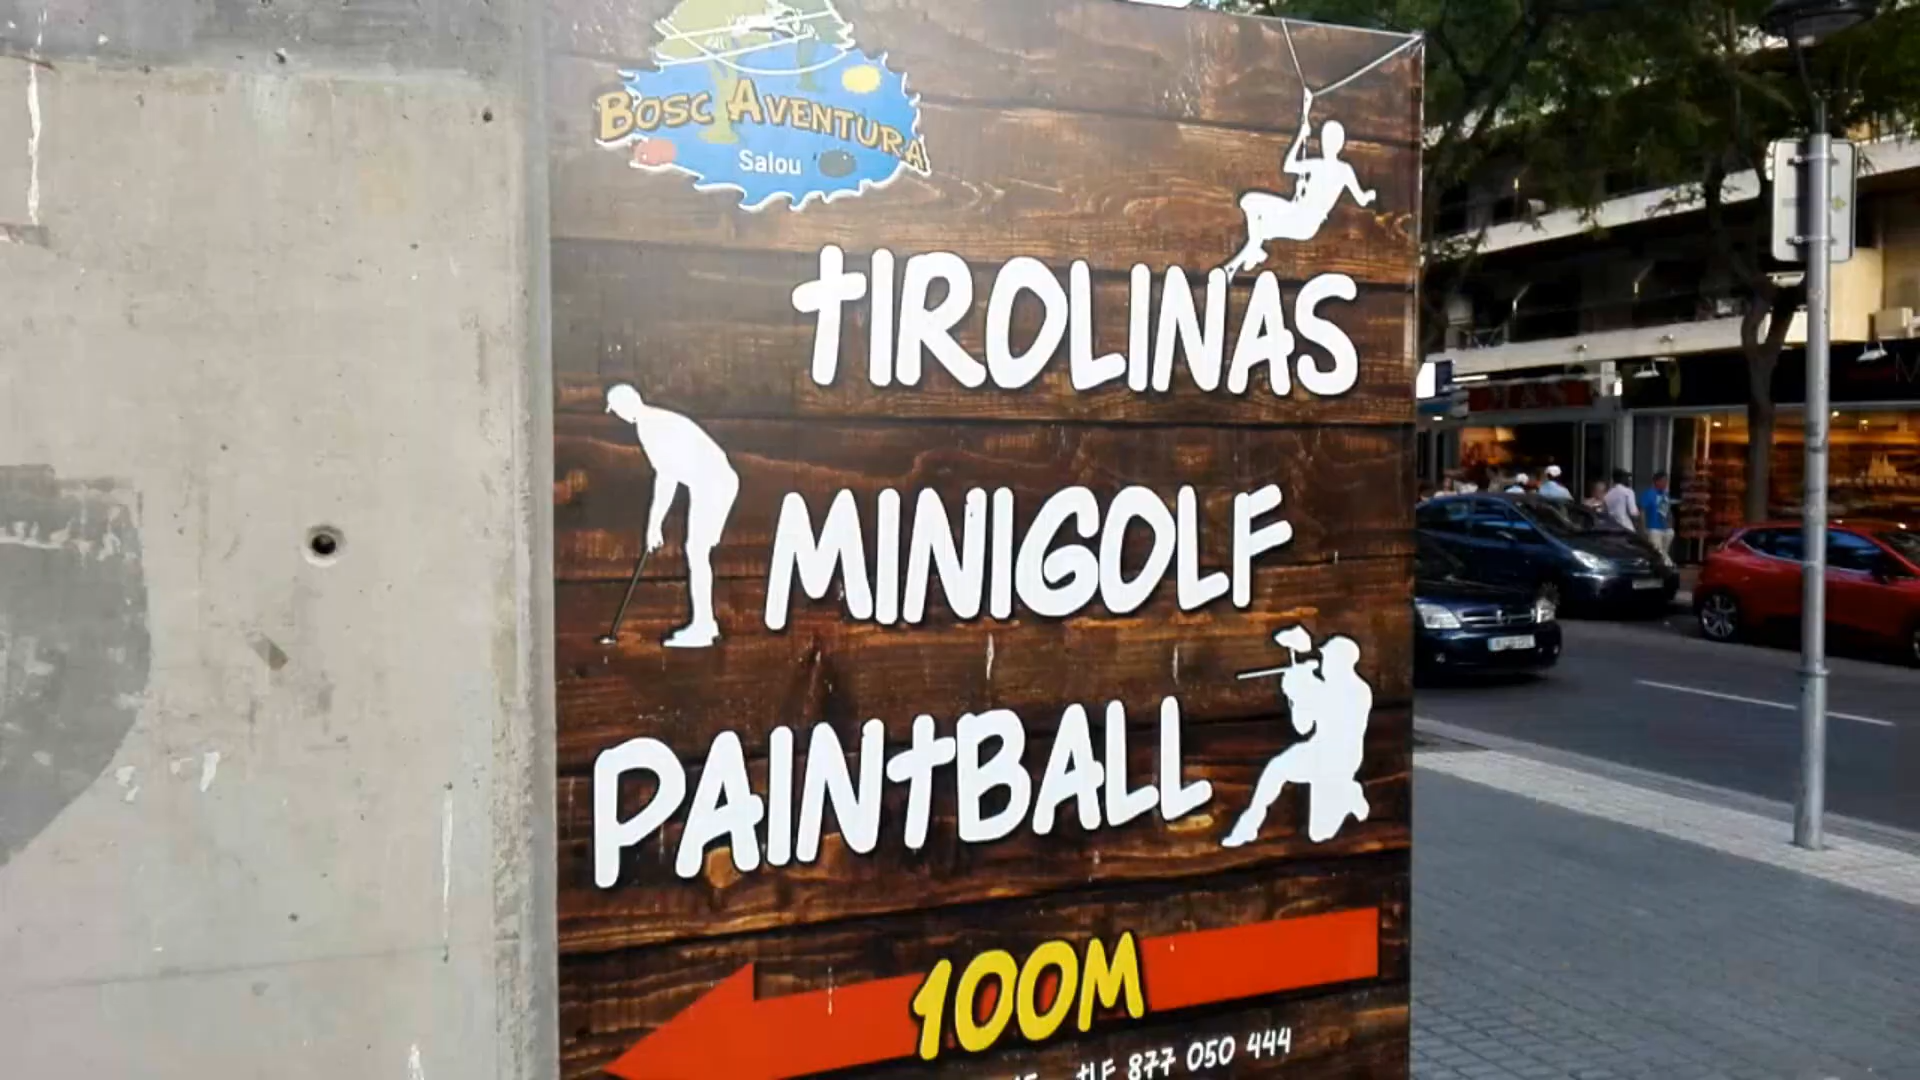 BOSC AVENTURA
Salou
TIROLINAS
MINIGOLF
PAINTBALL
100M
TLF 877 050 444